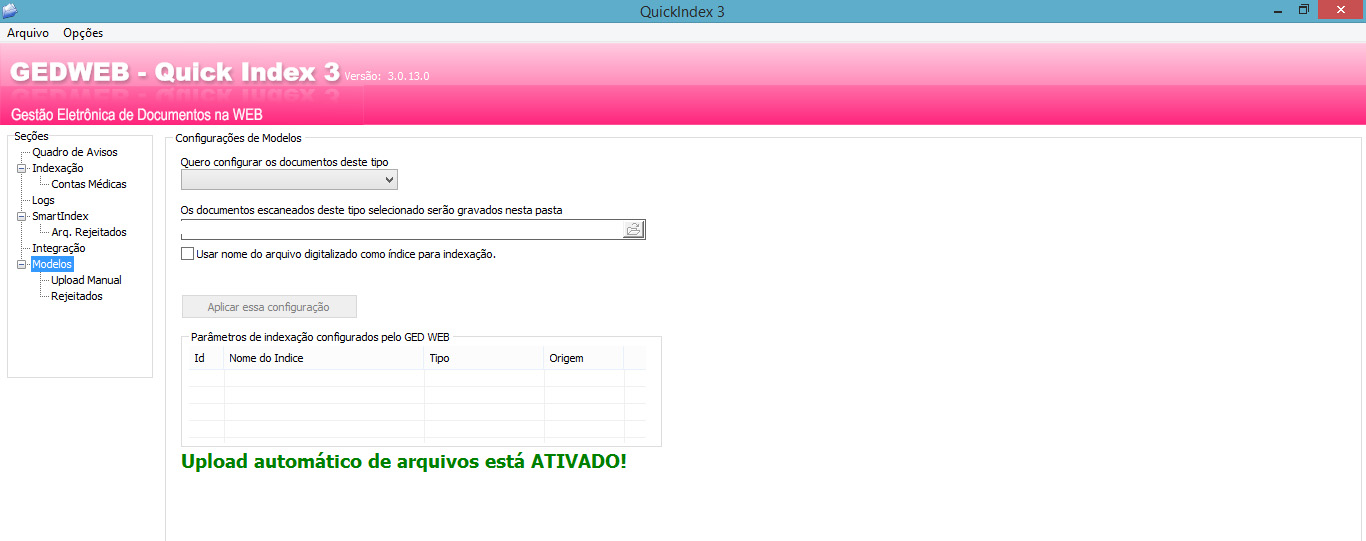 QuickIndex 3
Arquivo Opções
GEDWEB - Quick Index 3 Versão: 3.0.13.0
Gestão Eletrônica de Documentos na WEB
Seções
Quadro de Avisos
Indexação
Contas Médicas
Logs
SmartIndex
Arq. Rejeitados
Integração
Modelos
Upload Manual
Rejeitados
Configurações de Modelos
Quero configurar os documentos deste tipo
Os documentos escaneados deste tipo selecionado serão gravados nesta pasta
Usar nome do arquivo digitalizado como índice para indexação.
Aplicar essa configuração
Parâmetros de indexação configurados pelo GED WEB
Id Nome do Indice Tipo Origem
Upload automático de arquivos está ATIVADO!